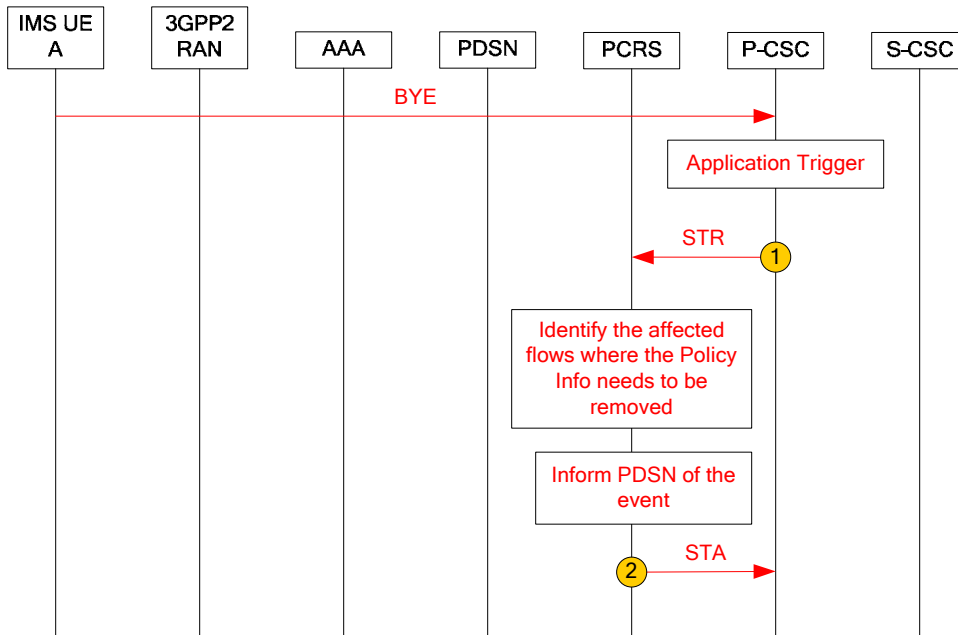 IMS UE
A
3GPP2
RAN
AAA
PDSN
PCRS
P-CSC
S-CSC
BYE
Application Trigger
STR
1
Identify the affected
flows where the Policy
Info needs to be
removed
Inform PDSN of the
event
STA
2